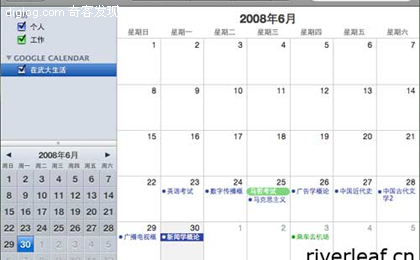 diglog.com 奇客发现
个人
工作
GOOGLE CALENDAR
在武大生活
2008年6月
周日 周一 周二 周三 周四 周五 周六
1 2 3 4 5 6 7
8 9 10 11 12 13 14
15 16 17 18 19 20 21
22 23 24 25 26 27 28
29 30 1 2 3 4 5
2008年6月
星期日 星期一 星期二 星期三 星期四 星期五 星期六
1 2 3 4 5 6 7
8 9 10 11 12 13 14
15 16 17 18 19 20 21
22 23 24 25 26 27 28
英语考试 数字传播概 广告学概论 中国近代史 中国古代文学2
马克思主义
29 30 1 2 3 4 5
广播电视概 新闻学概论 乘车去机场
riverleaf.cn